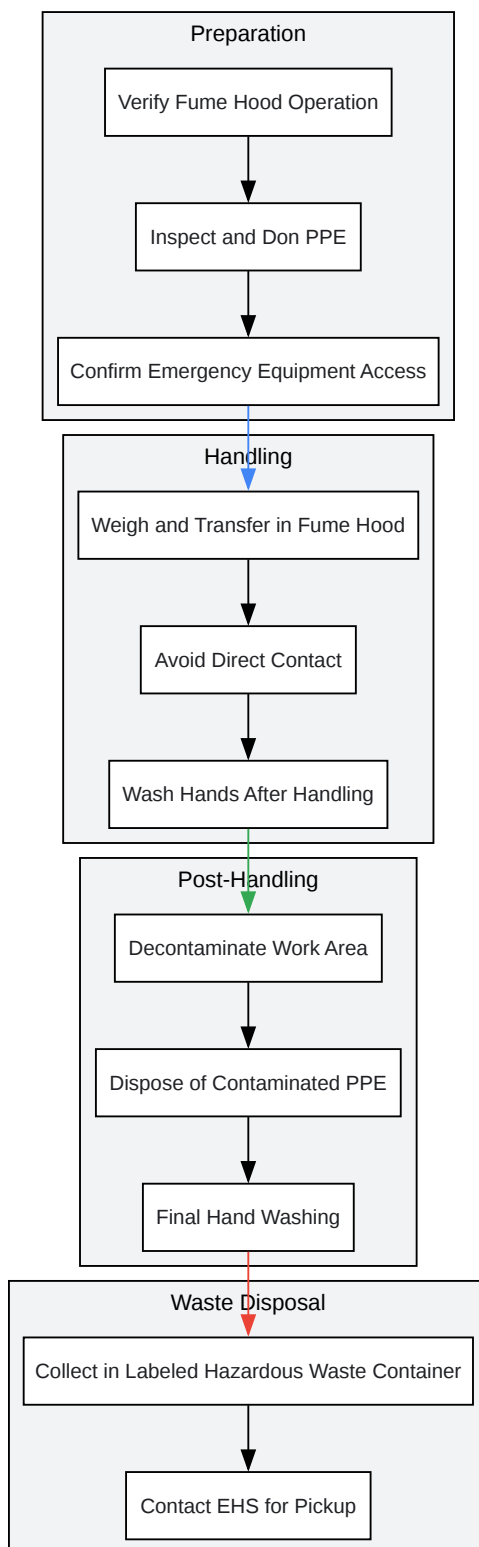 Preparation
Verify Fume Hood Operation
Inspect and Don PPE
Confirm Emergency Equipment Access
Handling
Weigh and Transfer in Fume Hood
Avoid Direct Contact
Wash Hands After Handling
Post-Handling
Decontaminate Work Area
Dispose of Contaminated PPE
Final Hand Washing
Waste Disposal
Collect in Labeled Hazardous Waste Container
Contact EHS for Pickup